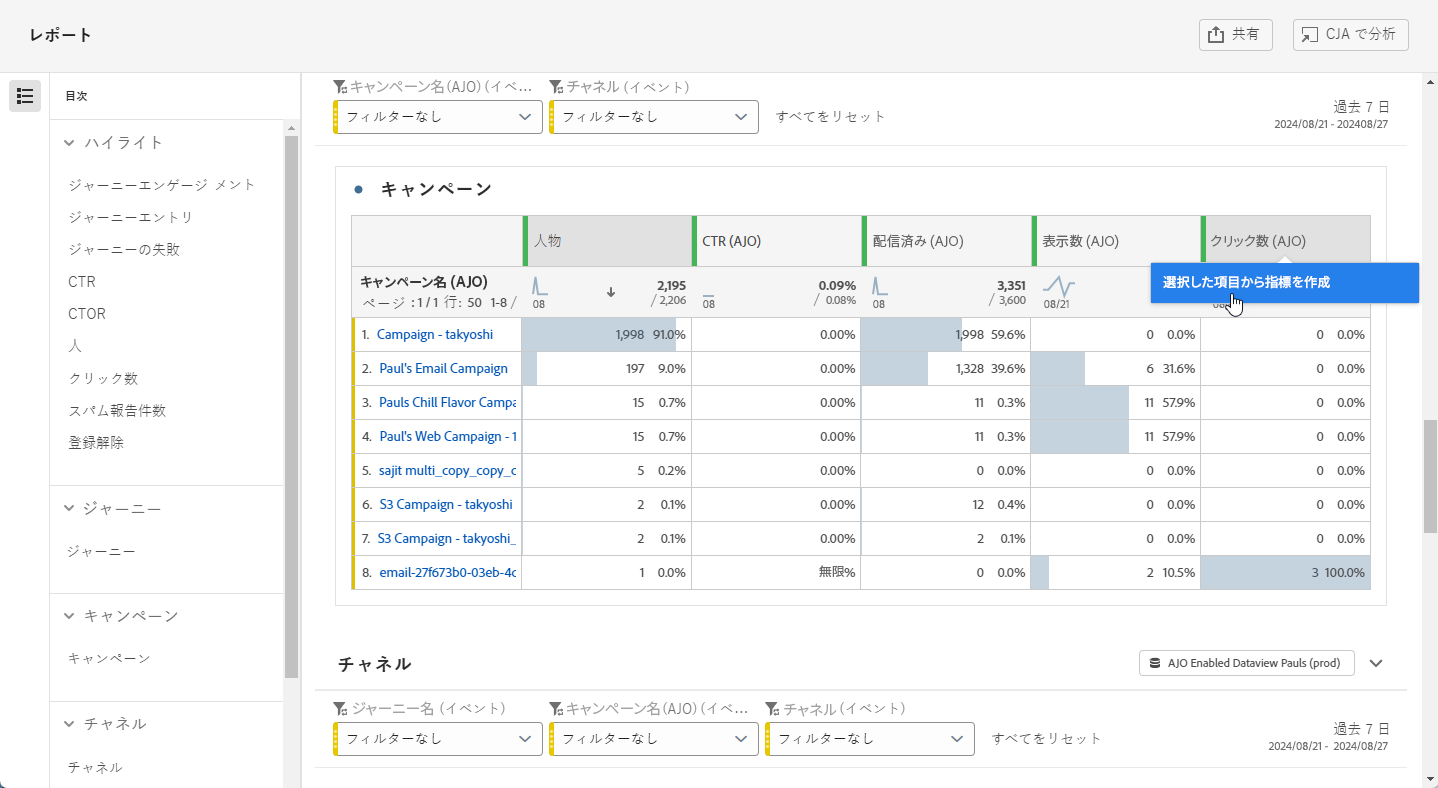 レポート
共有
CJA で分析
目次
ハイライト
ジャーニーエンゲージ メント
ジャーニーエントリ
ジャーニーの失敗
CTR
CTOR
人
クリック数
スパム報告件数
登録解除
ジャーニー
ジャーニー
キャンペーン
キャンペーン
チャネル
チャネル
キャンペーン名(AJO) (イベ... チャネル (イベント)
フィルターなし フィルターなし すべてをリセット
過去 7 日
2024/08/21 - 202408/27
キャンペーン
人物 CTR (AJO) 配信済み (AJO) 表示数 (AJO) クリック数 (AJO)
選択した項目から指標を作成
キャンペーン名 (AJO) 2,195 0.09% 3,351
ページ :1 / 1 行: 50 1-8 / 08 / 2,206 08 / 0.08% 08 / 3,600 08/21
1. Campaign - takyoshi 1,998 91.0% 0.00% 1,998 59.6% 0 0.0% 0 0.0%
2. Paul's Email Campaign 197 9.0% 0.00% 1,328 39.6% 6 31.6% 0 0.0%
3. Pauls Chill Flavor Campa 15 0.7% 0.00% 11 0.3% 11 57.9% 0 0.0%
4. Paul's Web Campaign - 1 15 0.7% 0.00% 11 0.3% 11 57.9% 0 0.0%
5. sajit multi_copy_copy_c 5 0.2% 0.00% 0 0.0% 0 0.0% 0 0.0%
6. S3 Campaign - takyoshi 2 0.1% 0.00% 12 0.4% 0 0.0% 0 0.0%
7. S3 Campaign - takyoshi_ 2 0.1% 0.00% 2 0.1% 0 0.0% 0 0.0%
8. email-27f673b0-03eb-4c 1 0.0% 無限% 0 0.0% 2 10.5% 3 100.0%
チャネル
AJO Enabled Dataview Pauls (prod)
ジャーニー名 (イベント) キャンペーン名(AJO) (イベ... チャネル (イベント)
フィルターなし フィルターなし フィルターなし すべてをリセット
過去 7 日
2024/08/21 - 2024/08/27